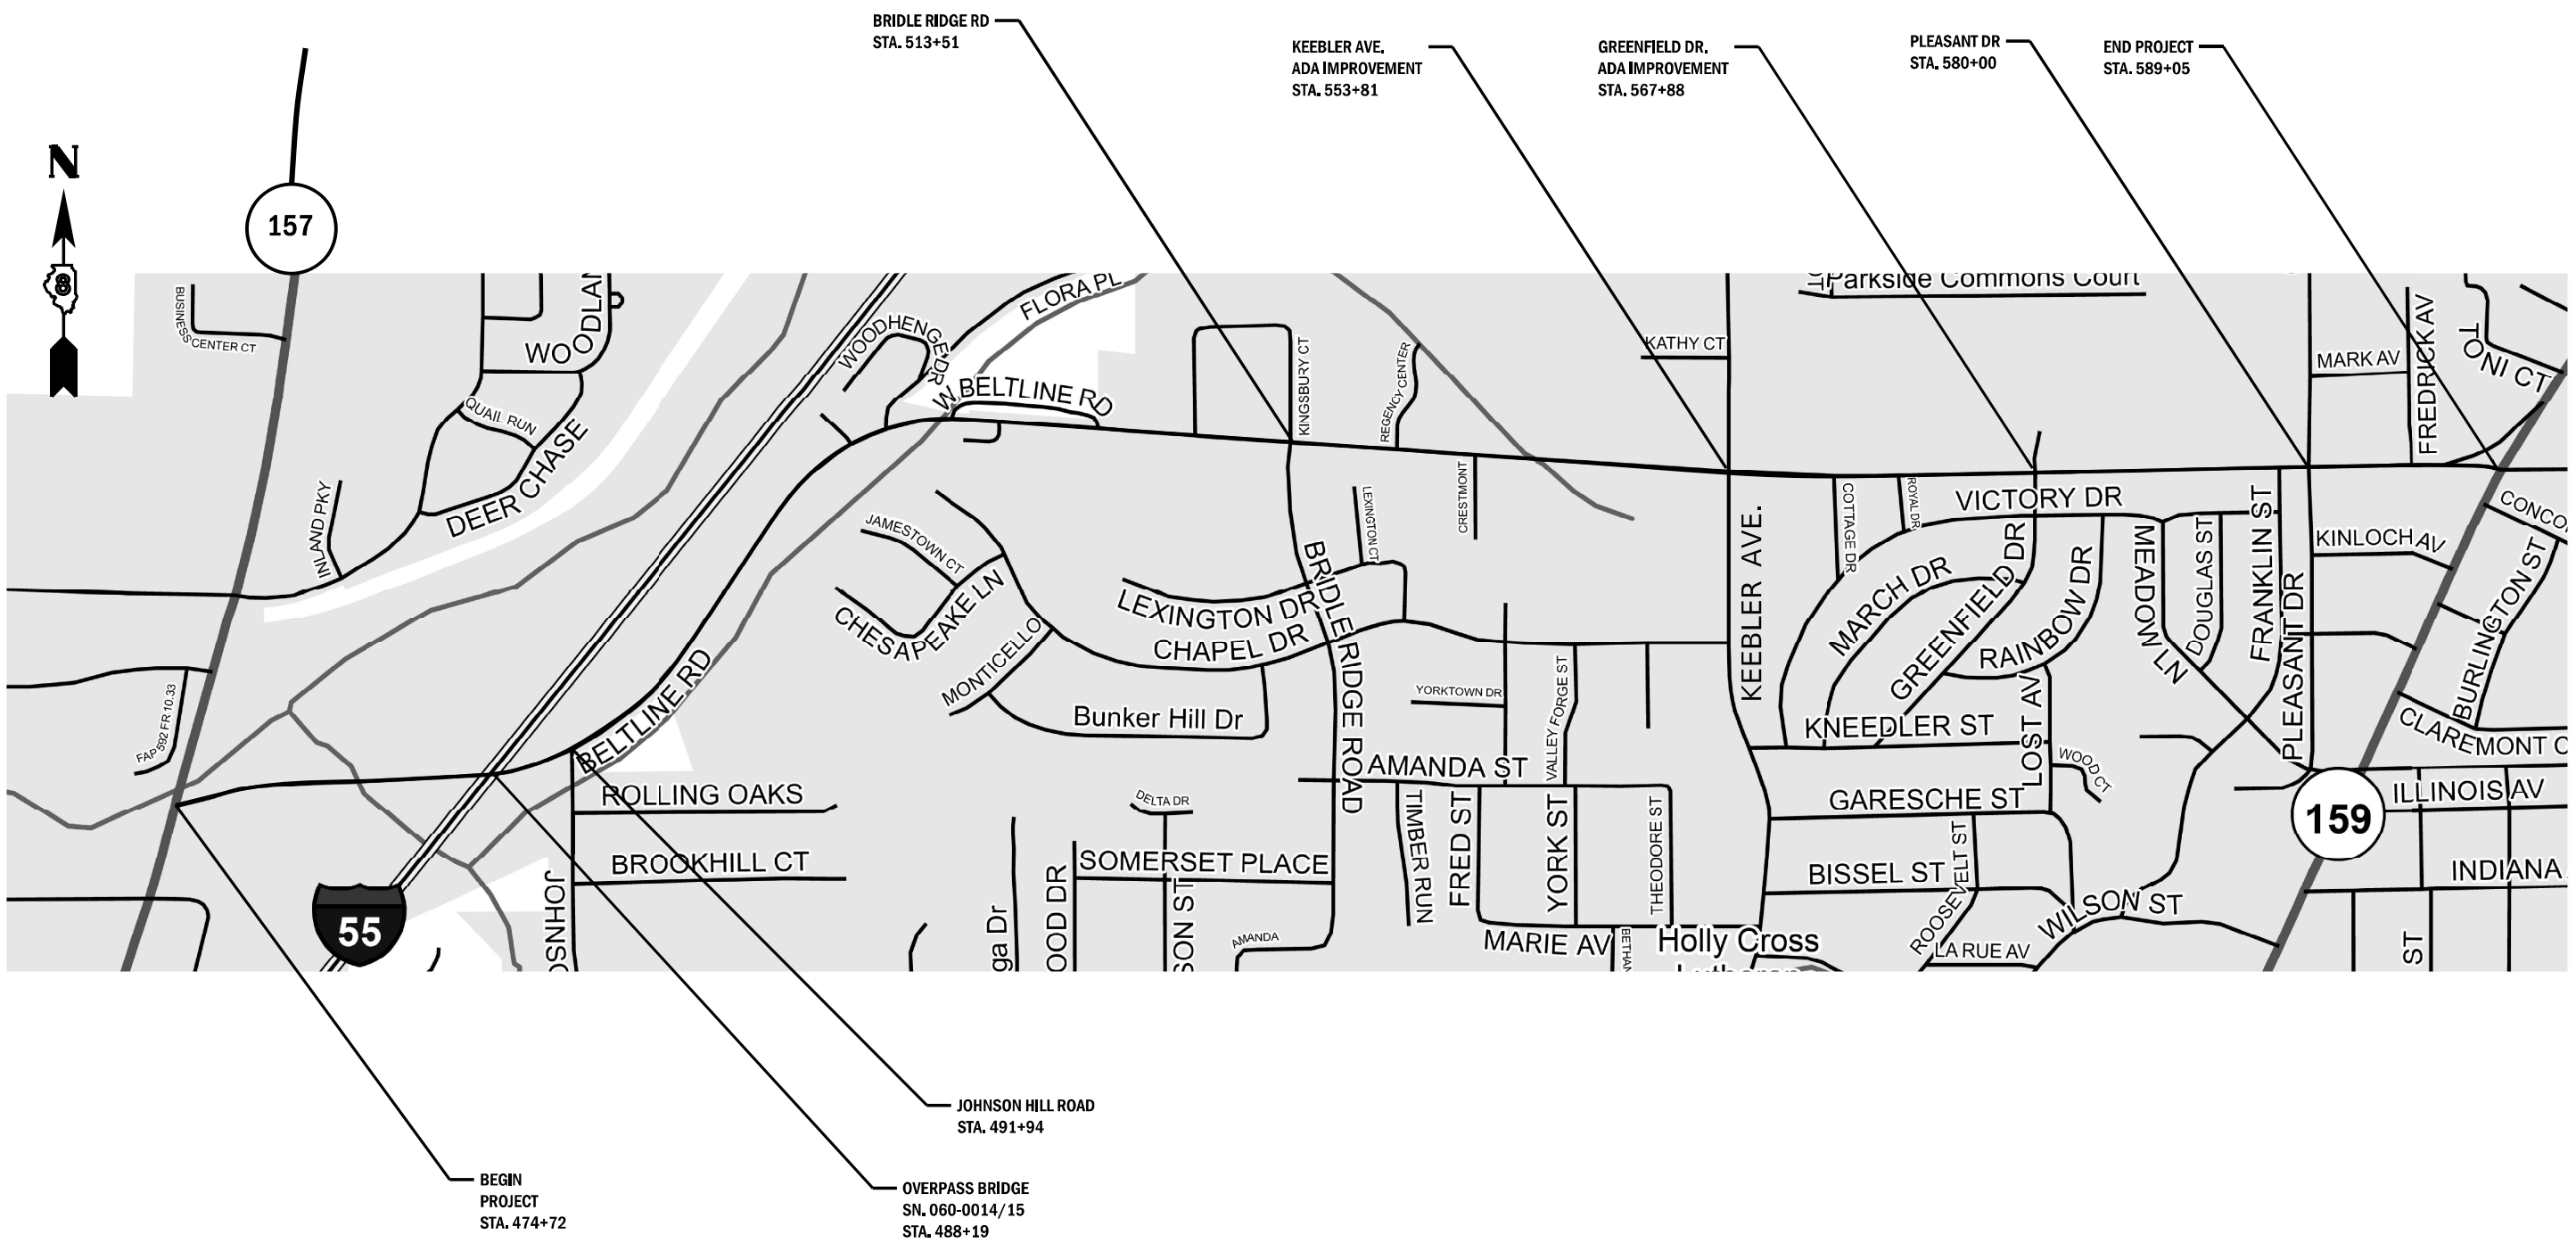 BRIDLE RIDGE RD
STA. 513+51
KEEBLER AVE.
ADA IMPROVEMENT
STA. 553+81
GREENFIELD DR.
ADA IMPROVEMENT
STA. 567+88
PLEASANT DR
STA. 580+00
END PROJECT
STA. 589+05
N
8
157
BUSINESS CENTER CT
WOODLAN
QUAIL RUN
DEER CHASE
INLAND PKY
WOODHENGE DR
FLORA PL
W BELTLINE RD
KINGSBURY CT
REGENCY CENTER
KATHY CT
Parkside Commons Court
MARK AV
FREDRICK AV
TONI CT
CRESTMONT
LEXINGTON CT
JAMESTOWN CT
CHESAPEAKE LN
MONTICELLO
LEXINGTON DR
CHAPEL DR
Bunker Hill Dr
BRIDLE RIDGE ROAD
KEEBLER AVE.
COTTAGE DR
ROYAL DR
VICTORY DR
MARCH DR
GREENFIELD DR
RAINBOW DR
MEADOW LN
DOUGLAS ST
FRANKLIN ST
PLEASANT DR
KINLOCH AV
CONCO
BURLINGTON ST
CLAREMONT C
FAP 592 FR 10.33
BELTLINE RD
YORKTOWN DR
VALLEY FORGE ST
KNEEDLER ST
LOST AV
WOOD CT
AMANDA ST
ROLLING OAKS
DELTA DR
GARESCHE ST
159
ILLINOIS AV
BROOKHILL CT
SOMERSET PLACE
TIMBER RUN
FRED ST
YORK ST
THEODORE ST
BISSEL ST
ROOSEVELT ST
INDIANA
55
JOHNSO
ga Dr
OOD DR
SON ST
AMANDA
MARIE AV
BETHAN
Holly Cross
LA RUE AV
WILSON ST
ST
JOHNSON HILL ROAD
STA. 491+94
BEGIN
PROJECT
STA. 474+72
OVERPASS BRIDGE
SN. 060-0014/15
STA. 488+19